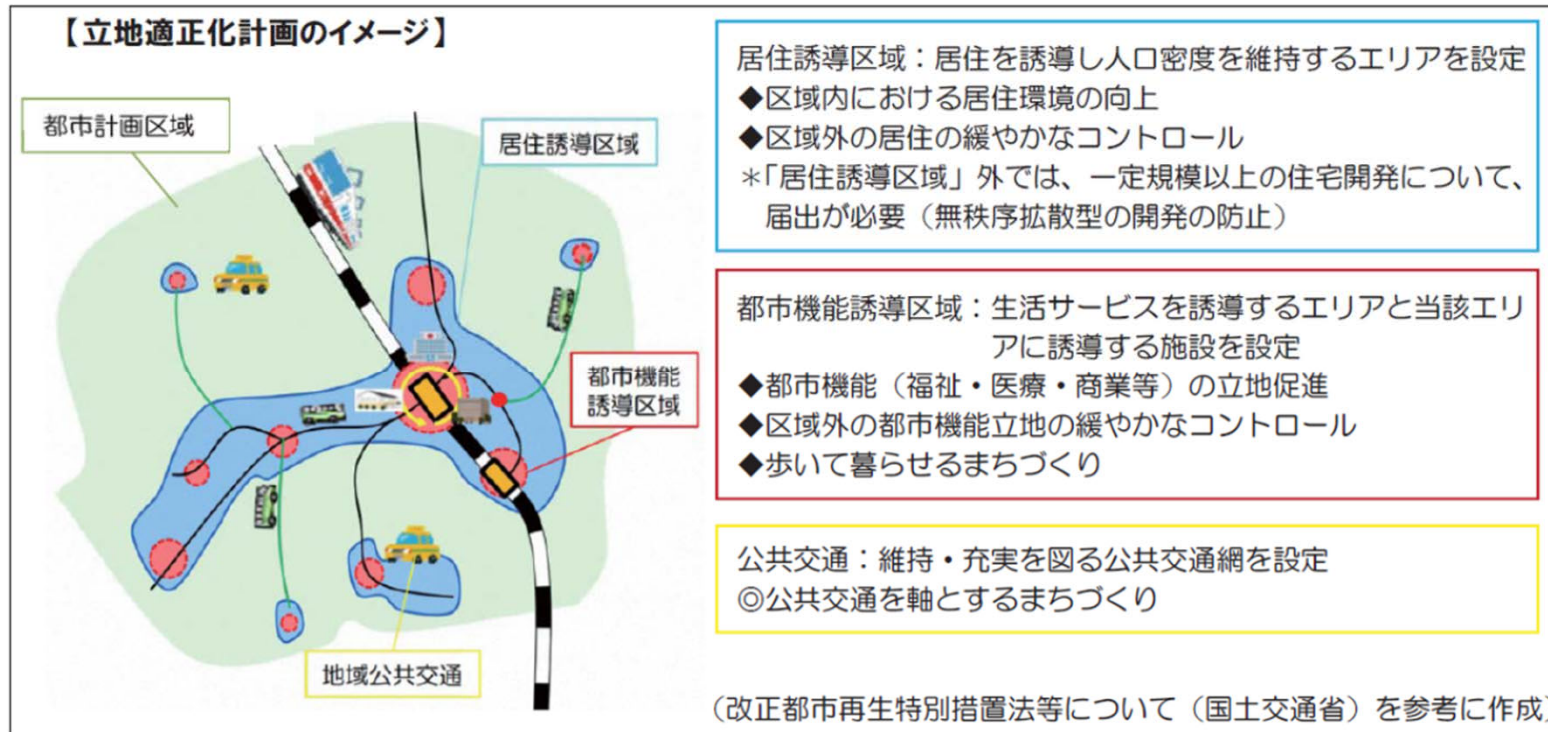 【立地適正化計画のイメージ】
都市計画区域
居住誘導区域
都市機能
誘導区域
地域公共交通
居住誘導区域：居住を誘導し人口密度を維持するエリアを設定
◆区域内における居住環境の向上
◆区域外の居住の緩やかなコントロール
＊「居住誘導区域」外では、一定規模以上の住宅開発について、
届出が必要（無秩序拡散型の開発の防止）
都市機能誘導区域：生活サービスを誘導するエリアと当該エリ
アに誘導する施設を設定
◆都市機能（福祉・医療・商業等）の立地促進
◆区域外の都市機能立地の緩やかなコントロール
◆歩いて暮らせるまちづくり
公共交通：維持・充実を図る公共交通網を設定
◎公共交通を軸とするまちづくり
（改正都市再生特別措置法等について（国土交通省）を参考に作成）